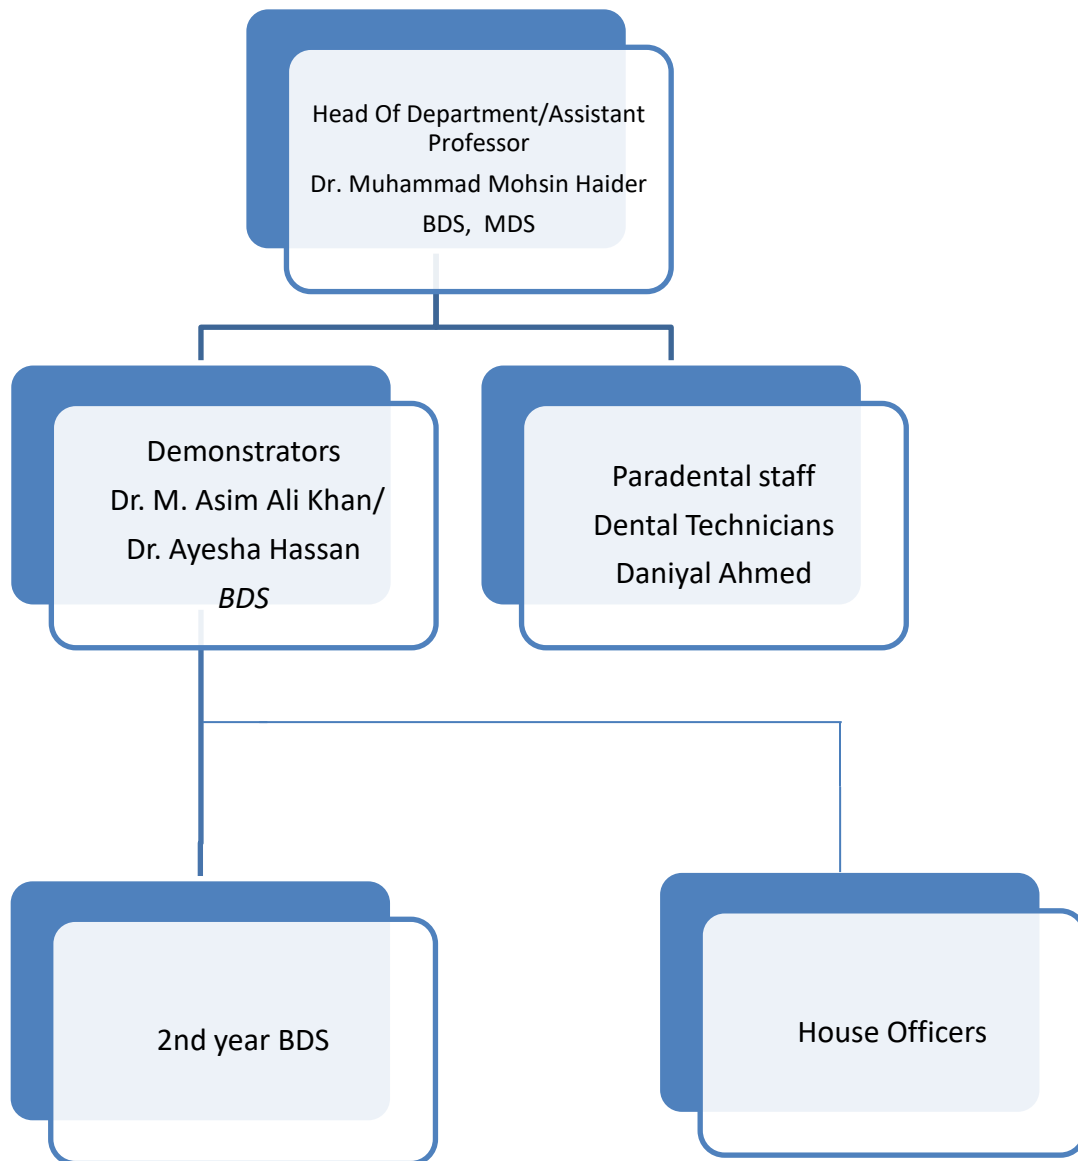 Head Of Department/Assistant
Professor
Dr. Muhammad Mohsin Haider
BDS, MDS
Demonstrators
Dr. M. Asim Ali Khan/
Dr. Ayesha Hassan
BDS
Paradental staff
Dental Technicians
Daniyal Ahmed
2nd year BDS
House Officers